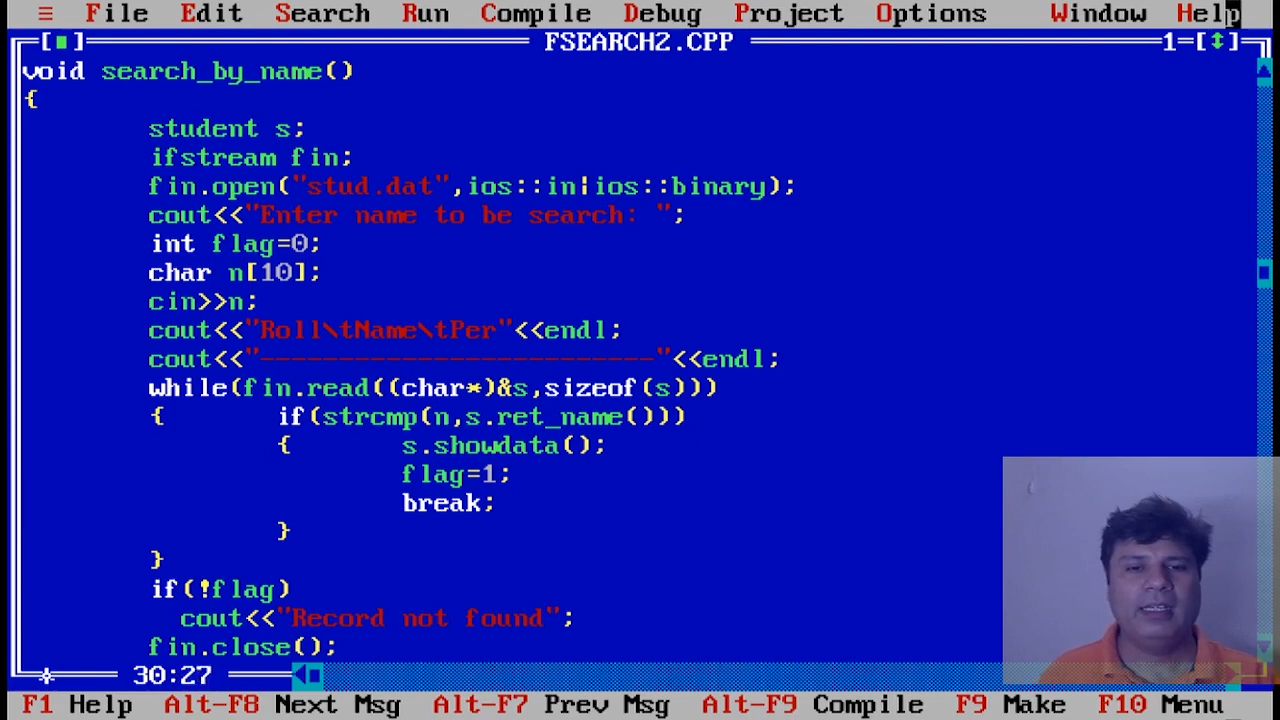 ≡ File Edit Search Run Compile Debug Project Options Window Help
[■] FSEARCH2.CPP 1=[↕]
void search_by_name()
{
student s;
ifstream fin;
fin.open("stud.dat",ios::in|ios::binary);
cout<<"Enter name to be search: ";
int flag=0;
char n[10];
cin>>n;
cout<<"Roll\tName\tPer"<<endl;
cout<<"-------------------------"<<endl;
while(fin.read((char*)&s,sizeof(s)))
{ if(strcmp(n,s.ret_name()))
{ s.showdata();
flag=1;
break;
}
}
if(!flag)
cout<<"Record not found";
fin.close();
30:27
F1 Help Alt-F8 Next Msg Alt-F7 Prev Msg Alt-F9 Compile F9 Make F10 Menu